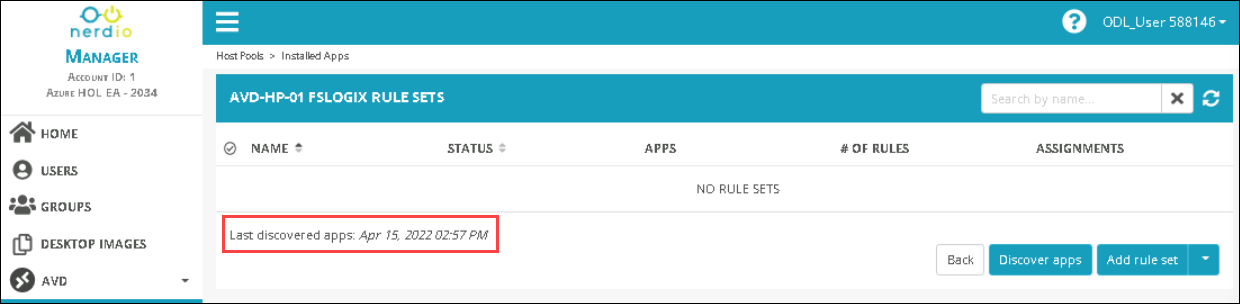 nerdio
MANAGER
ACCOUNT ID: 1
AZURE HOL EA - 2034
HOME
USERS
GROUPS
DESKTOP IMAGES
AVD
? ODL_User 588146
Host Pools > Installed Apps
AVD-HP-01 FSLOGIX RULE SETS
Search by name...
NAME STATUS APPS # OF RULES ASSIGNMENTS
NO RULE SETS
Last discovered apps: Apr 15, 2022 02:57 PM
Back Discover apps Add rule set